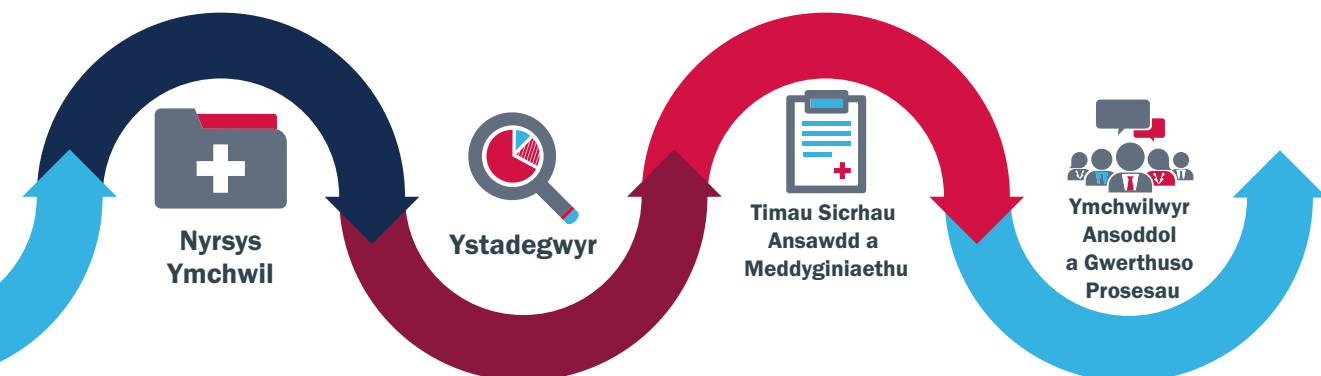 Nyrsys
Ymchwil
Ystadegwyr
Timau Sicrhau
Ansawdd a
Meddyginiaethu
Ymchwilwyr
Ansoddol
a Gwerthuso
Prosesau